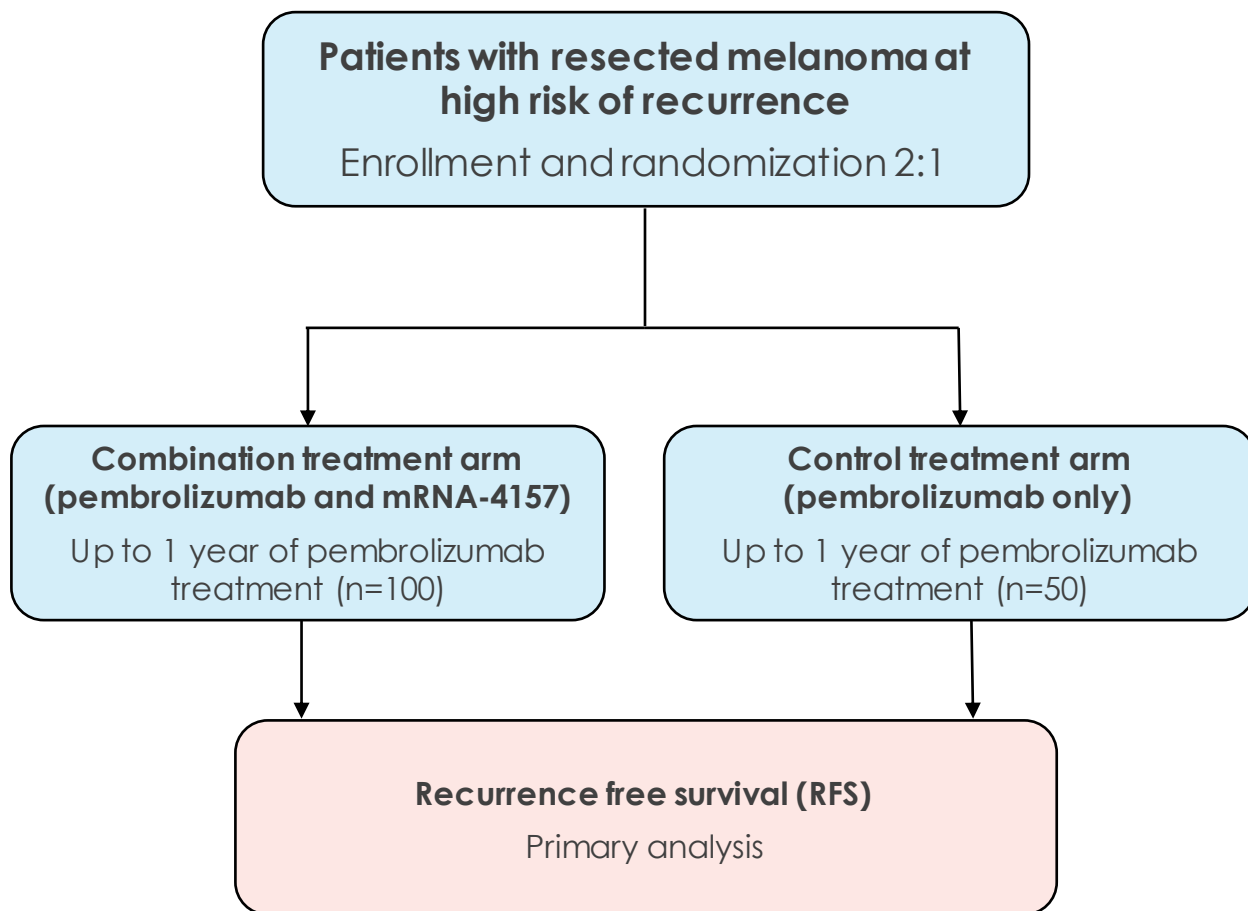 Patients with resected melanoma at
high risk of recurrence
Enrollment and randomization 2:1
Combination treatment arm
(pembrolizumab and mRNA-4157)
Up to 1 year of pembrolizumab
treatment (n=100)
Control treatment arm
(pembrolizumab only)
Up to 1 year of pembrolizumab
treatment (n=50)
Recurrence free survival (RFS)
Primary analysis